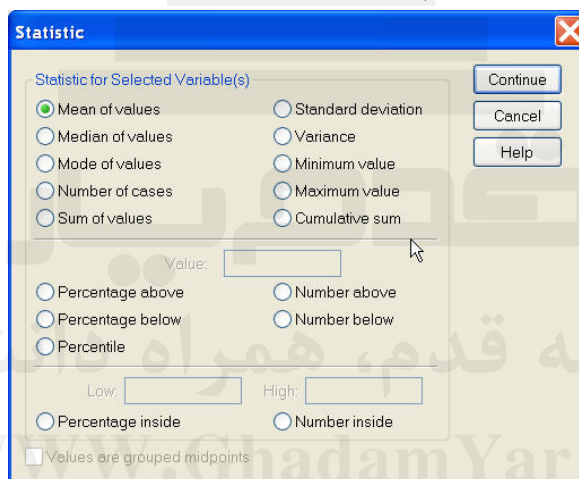 Statistic
Statistic for Selected Variable(s)
Continue
Mean of values Standard deviation
Cancel
Median of values Variance
Help
Mode of values Minimum value
Number of cases Maximum value
Sum of values Cumulative sum
Value:
Percentage above Number above
Percentage below Number below
Percentile
قدم، همراه
Low: High:
Percentage inside Number inside
Values are grouped midpoints
WWW.GhadamYar